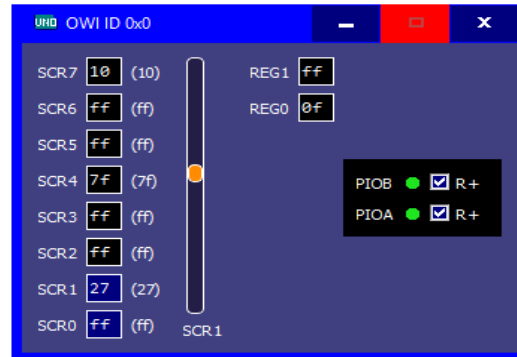 UNO OWI ID 0x0
SCR7 10 (10) REG1 ff
SCR6 ff (ff) REG0 0f
SCR5 ff (ff)
SCR4 7f (7f) PIOB R+
SCR3 ff (ff) PIOA R+
SCR2 ff (ff)
SCR1 27 (27)
SCR0 ff (ff) SCR1